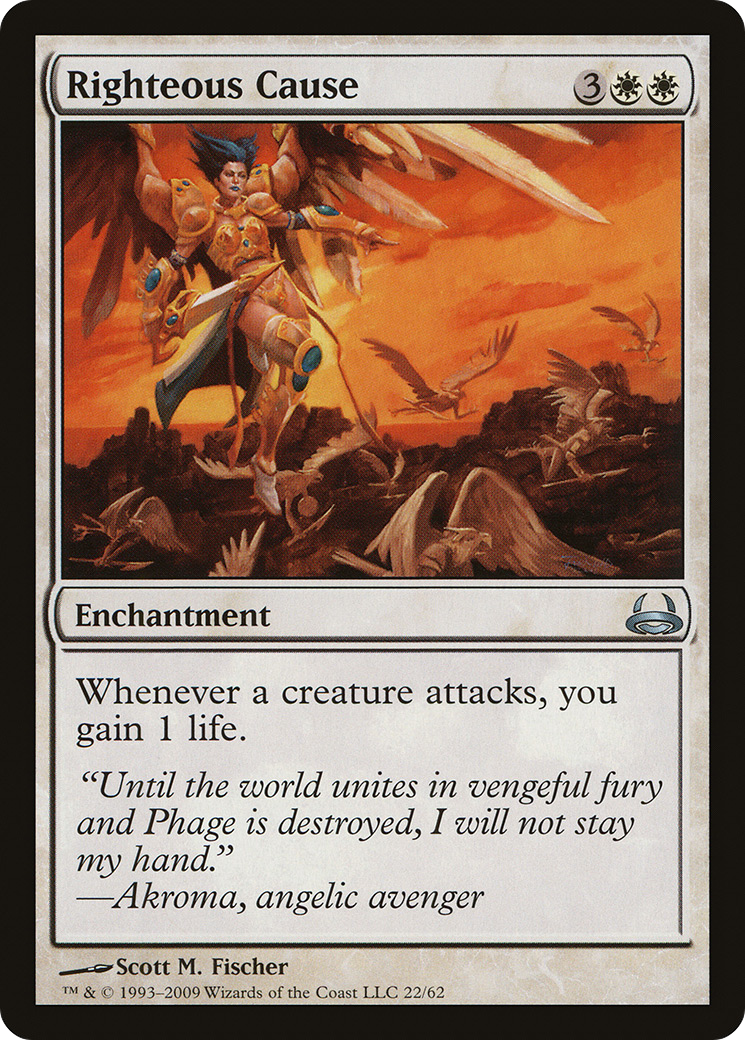 Righteous Cause 3
Enchantment
Whenever a creature attacks, you
gain 1 life.
“Until the world unites in vengeful fury
and Phage is destroyed, I will not stay
my hand.”
—Akroma, angelic avenger
Scott M. Fischer
™ & © 1993–2009 Wizards of the Coast LLC 22/62